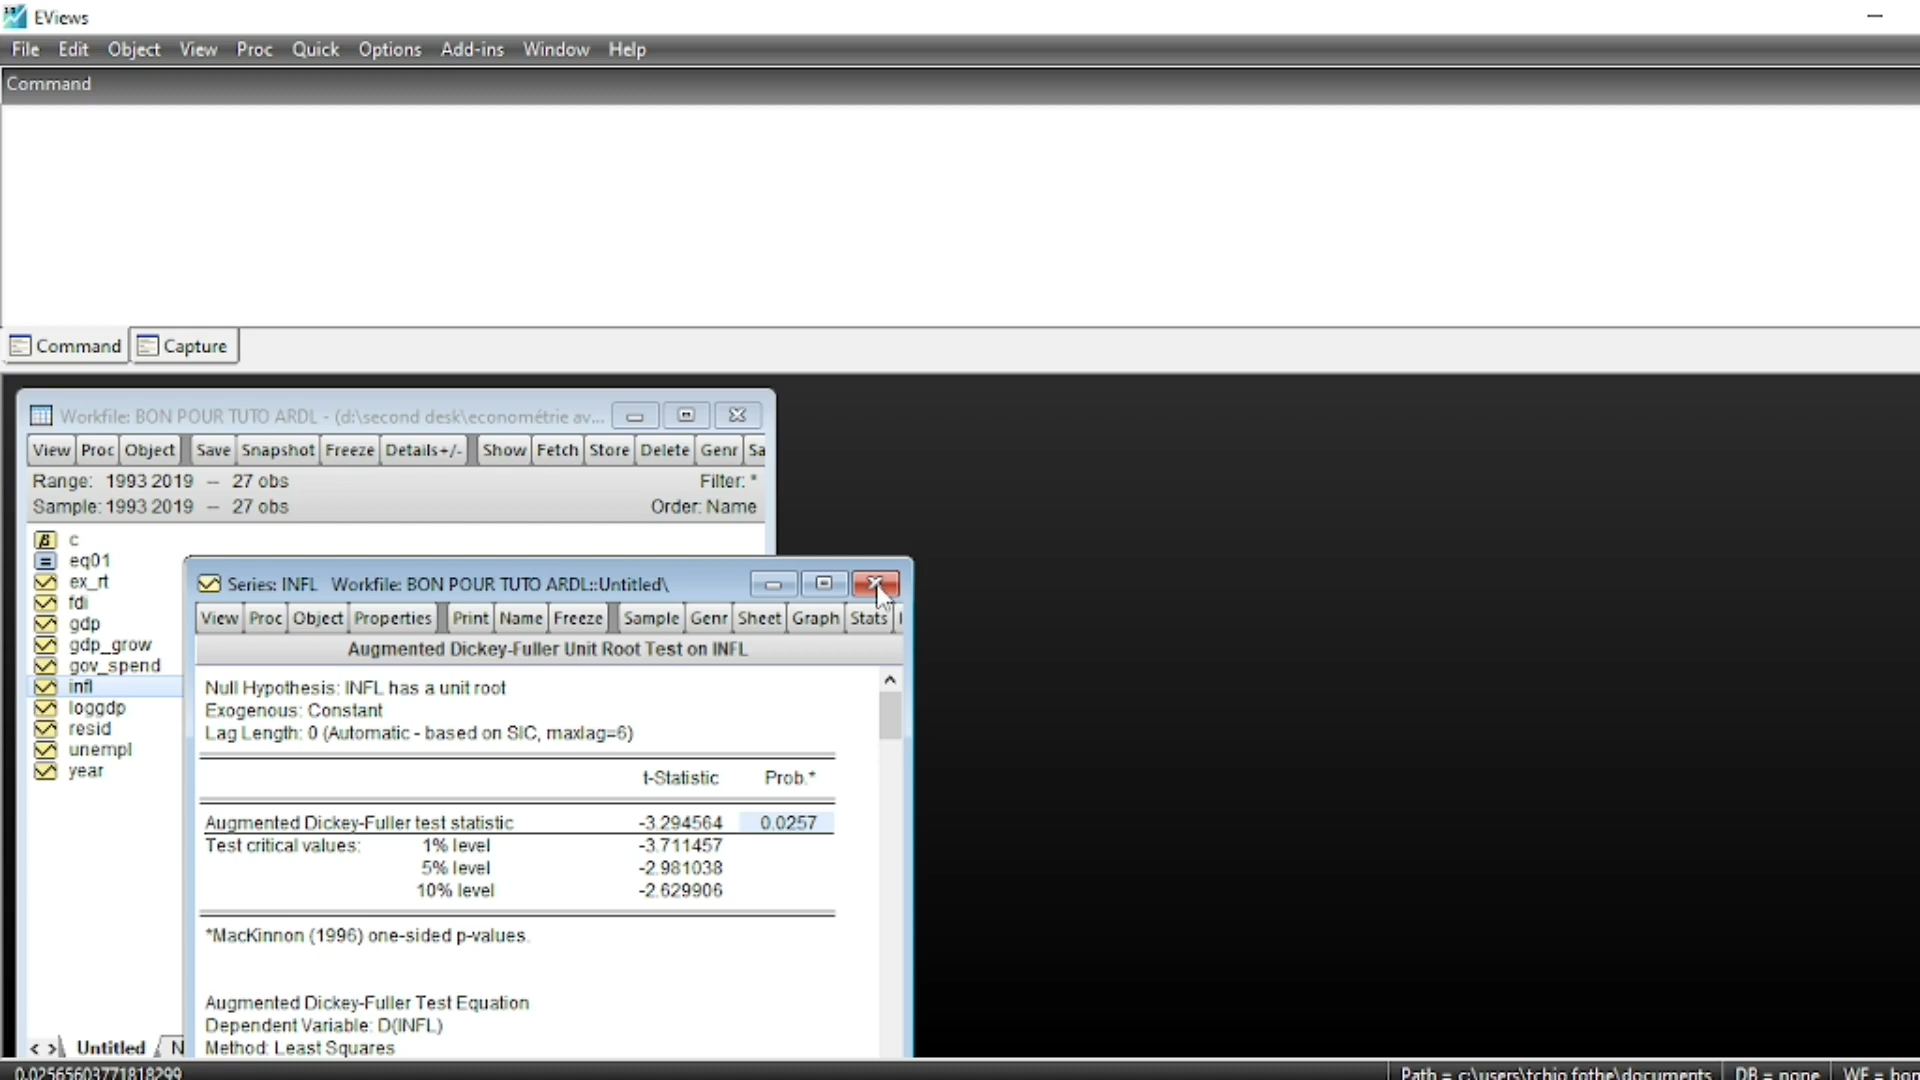 EViews
File Edit Object View Proc Quick Options Add-ins Window Help
Command
Command Capture
Workfile: BON POUR TUTO ARDL - (d:\second desk\econométrie av...
View Proc Object Save Snapshot Freeze Details+/- Show Fetch Store Delete Genr Sa
Range: 1993 2019 – 27 obs Filter: *
Sample: 1993 2019 – 27 obs Order: Name
c
eq01
ex_rt
fdi
gdp
gdp_grow
gov_spend
infl
loggdp
resid
unempl
year
Series: INFL Workfile: BON POUR TUTO ARDL::Untitled\
View Proc Object Properties Print Name Freeze Sample Genr Sheet Graph Stats
Augmented Dickey-Fuller Unit Root Test on INFL
Null Hypothesis: INFL has a unit root
Exogenous: Constant
Lag Length: 0 (Automatic - based on SIC, maxlag=6)
t-Statistic Prob.*
Augmented Dickey-Fuller test statistic -3.294564 0.0257
Test critical values: 1% level -3.711457
5% level -2.981038
10% level -2.629906
*MacKinnon (1996) one-sided p-values.
Augmented Dickey-Fuller Test Equation
Dependent Variable: D(INFL)
Method: Least Squares
< > Untitled N
0.02565603771818299 Path = c:\users\tchio fothe\documents DB = none WF = bon